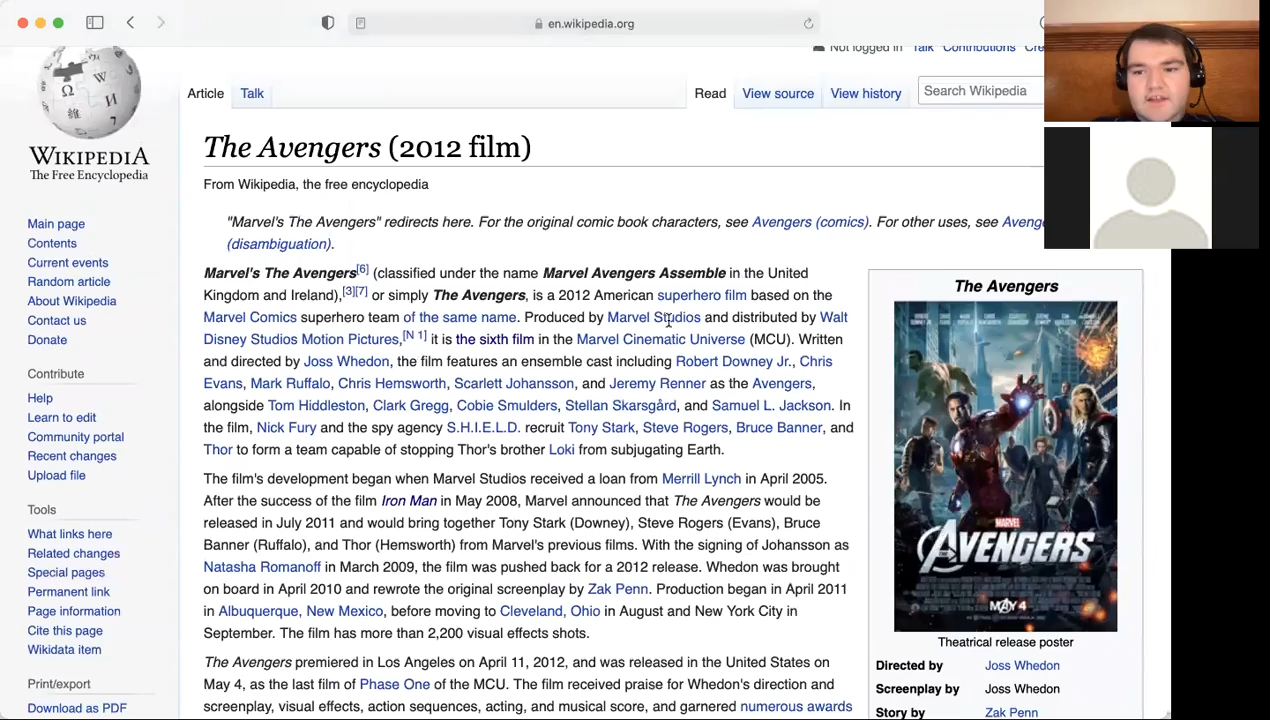 en.wikipedia.org
Not logged in Talk Contributions Cre
Article Talk Read View source View history Search Wikipedia
WIKIPEDIA
The Free Encyclopedia
Main page
Contents
Current events
Random article
About Wikipedia
Contact us
Donate
Contribute
Help
Learn to edit
Community portal
Recent changes
Upload file
Tools
What links here
Related changes
Special pages
Permanent link
Page information
Cite this page
Wikidata item
Print/export
Download as PDF
The Avengers (2012 film)
From Wikipedia, the free encyclopedia
"Marvel's The Avengers" redirects here. For the original comic book characters, see Avengers (comics). For other uses, see Avenge
(disambiguation).
Marvel's The Avengers[6] (classified under the name Marvel Avengers Assemble in the United
Kingdom and Ireland),[3][7] or simply The Avengers, is a 2012 American superhero film based on the
Marvel Comics superhero team of the same name. Produced by Marvel Studios and distributed by Walt
Disney Studios Motion Pictures,[N 1] it is the sixth film in the Marvel Cinematic Universe (MCU). Written
and directed by Joss Whedon, the film features an ensemble cast including Robert Downey Jr., Chris
Evans, Mark Ruffalo, Chris Hemsworth, Scarlett Johansson, and Jeremy Renner as the Avengers,
alongside Tom Hiddleston, Clark Gregg, Cobie Smulders, Stellan Skarsgård, and Samuel L. Jackson. In
the film, Nick Fury and the spy agency S.H.I.E.L.D. recruit Tony Stark, Steve Rogers, Bruce Banner, and
Thor to form a team capable of stopping Thor's brother Loki from subjugating Earth.
The film's development began when Marvel Studios received a loan from Merrill Lynch in April 2005.
After the success of the film Iron Man in May 2008, Marvel announced that The Avengers would be
released in July 2011 and would bring together Tony Stark (Downey), Steve Rogers (Evans), Bruce
Banner (Ruffalo), and Thor (Hemsworth) from Marvel's previous films. With the signing of Johansson as
Natasha Romanoff in March 2009, the film was pushed back for a 2012 release. Whedon was brought
on board in April 2010 and rewrote the original screenplay by Zak Penn. Production began in April 2011
in Albuquerque, New Mexico, before moving to Cleveland, Ohio in August and New York City in
September. The film has more than 2,200 visual effects shots.
The Avengers premiered in Los Angeles on April 11, 2012, and was released in the United States on
May 4, as the last film of Phase One of the MCU. The film received praise for Whedon's direction and
screenplay, visual effects, action sequences, acting, and musical score, and garnered numerous awards
The Avengers
MARVEL
AVENGERS
MAY 4
Theatrical release poster
Directed by Joss Whedon
Screenplay by Joss Whedon
Story by Zak Penn